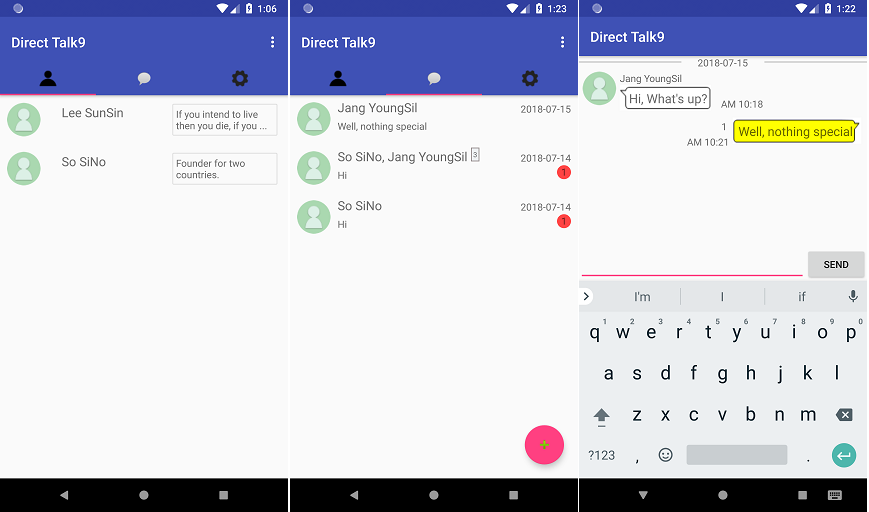 1:06
Direct Talk9
Lee SunSin
If you intend to live
then you die, if you ...
So SiNo
Founder for two
countries.
1:23
Direct Talk9
Jang YoungSil
2018-07-15
Well, nothing special
So SiNo, Jang YoungSil 3
2018-07-14
Hi
1
So SiNo
2018-07-14
Hi
1
1:22
Direct Talk9
2018-07-15
Jang YoungSil
Hi, What's up?
AM 10:18
1
Well, nothing special
AM 10:21
SEND
I'm I if
1 2 3 4 5 6 7 8 9 0
q w e r t y u i o p
a s d f g h j k l
z x c v b n m
?123 , .